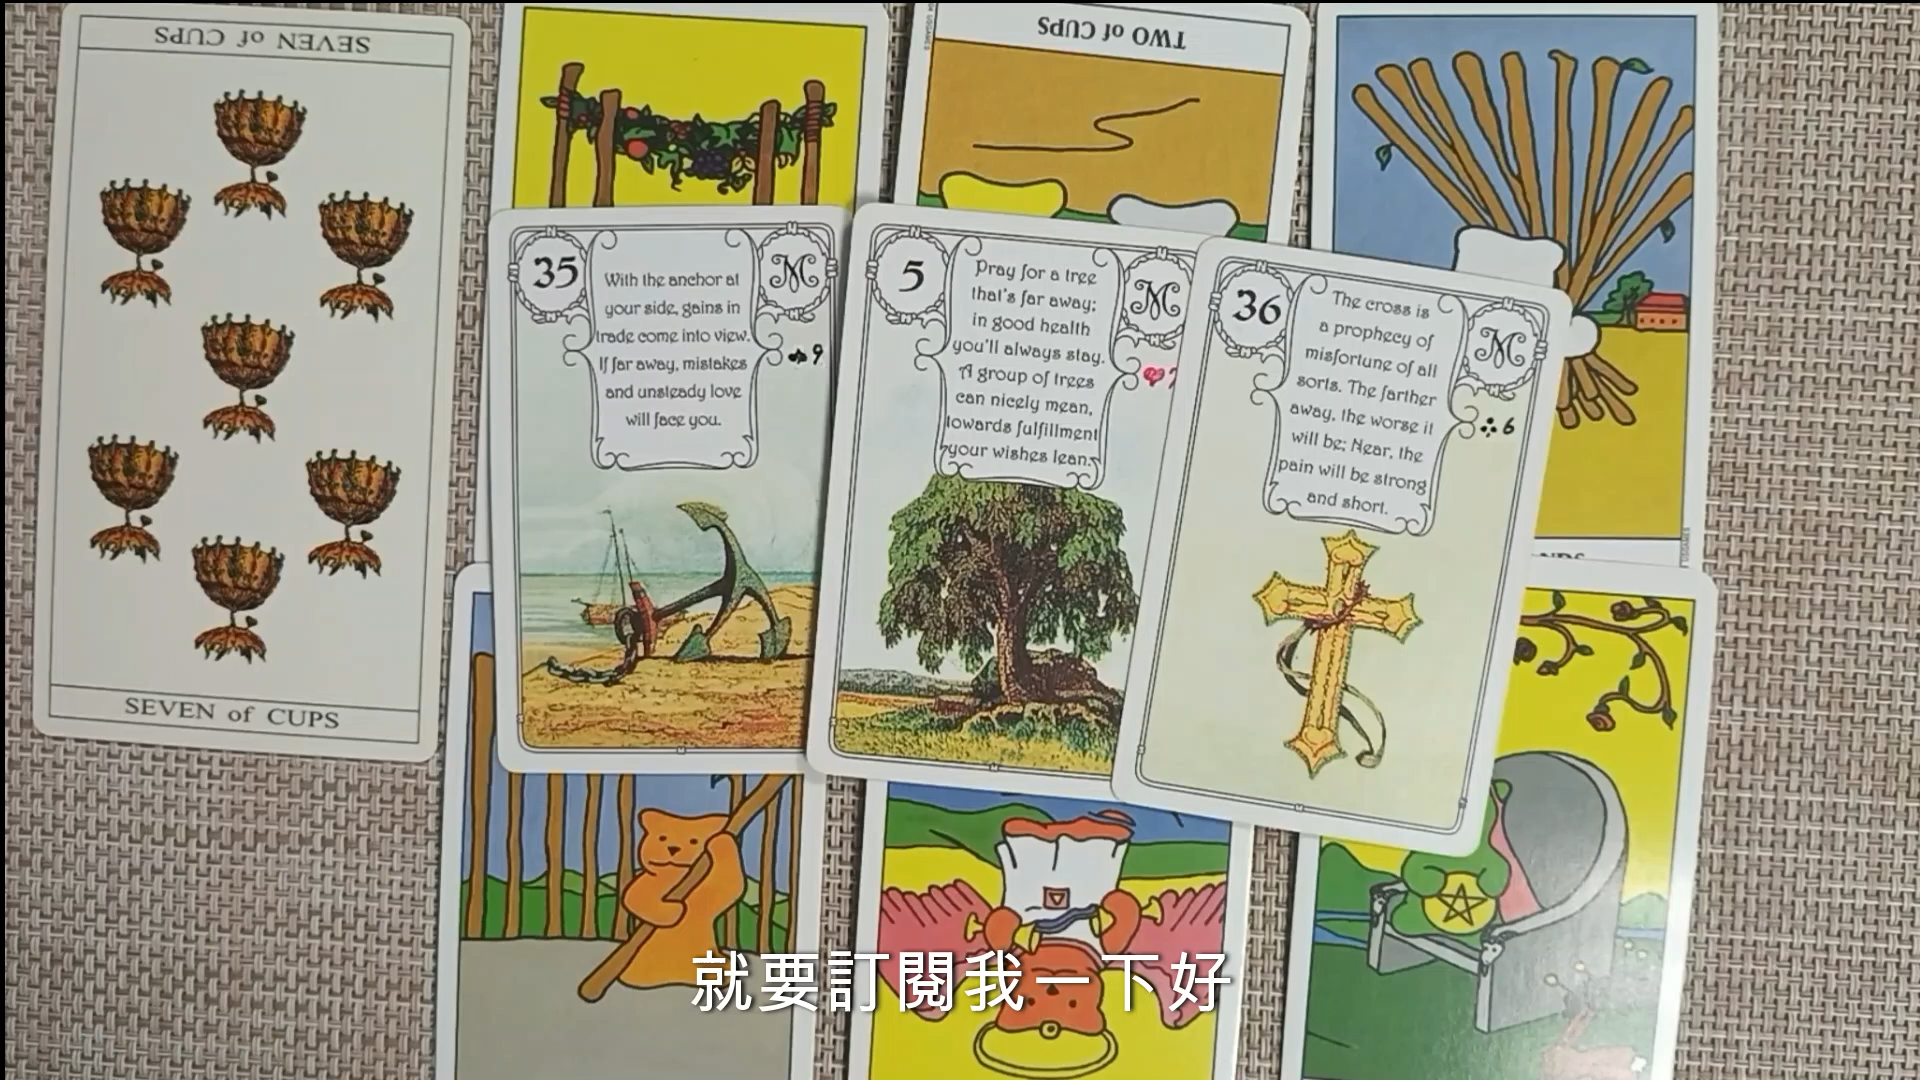 SEVEN of CUPS
SEVEN of CUPS
TWO of CUPS
35
With the anchor at
your side, gains in
trade come into view.
If far away, mistakes
and unsteady love
will face you.
M
9
5
Pray for a tree
that's far away;
in good health
you'll always stay.
A group of trees
can nicely mean,
towards fulfillment
your wishes lean.
M
36
The cross is
a prophecy of
misfortune of all
sorts. The farther
away, the worse it
will be; Near, the
pain will be strong
and short.
M
6
就要訂閱我一下好